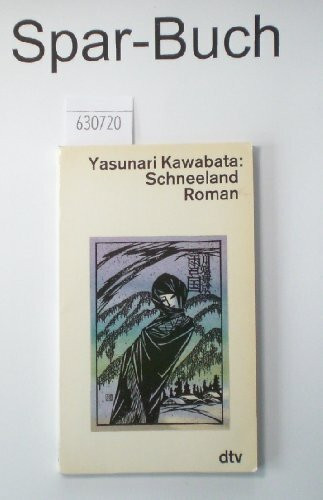 Spar-Buch
630720
Yasunari Kawabata:
Schneeland
Roman
dtv